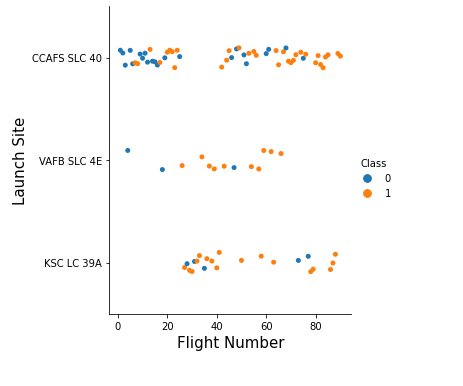 CCAFS SLC 40
VAFB SLC 4E
KSC LC 39A
Launch Site
0
20
40
60
80
Flight Number
Class
0
1